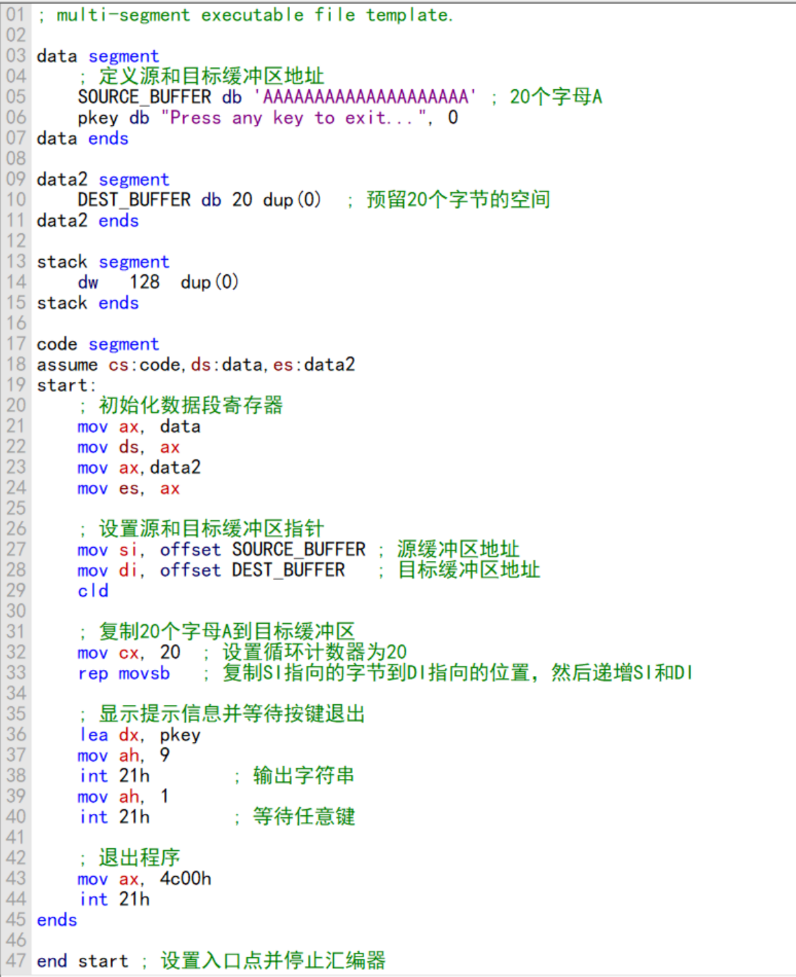 01 ; multi-segment executable file template.
02
03 data segment
04     ; 定义源和目标缓冲区地址
05     SOURCE_BUFFER db 'AAAAAAAAAAAAAAAAAAAA' ; 20个字母A
06     pkey db "Press any key to exit...", 0
07 data ends
08
09 data2 segment
10     DEST_BUFFER db 20 dup(0)  ; 预留20个字节的空间
11 data2 ends
12
13 stack segment
14     dw   128  dup(0)
15 stack ends
16
17 code segment
18 assume cs:code,ds:data,es:data2
19 start:
20     ; 初始化数据段寄存器
21     mov ax, data
22     mov ds, ax
23     mov ax,data2
24     mov es, ax
25
26     ; 设置源和目标缓冲区指针
27     mov si, offset SOURCE_BUFFER ; 源缓冲区地址
28     mov di, offset DEST_BUFFER   ; 目标缓冲区地址
29     cld
30
31     ; 复制20个字母A到目标缓冲区
32     mov cx, 20  ; 设置循环计数器为20
33     rep movsb   ; 复制SI指向的字节到DI指向的位置，然后递增SI和DI
34
35     ; 显示提示信息并等待按键退出
36     lea dx, pkey
37     mov ah, 9
38     int 21h        ; 输出字符串
39     mov ah, 1
40     int 21h        ; 等待任意键
41
42     ; 退出程序
43     mov ax, 4c00h
44     int 21h
45 ends
46
47 end start ; 设置入口点并停止汇编器